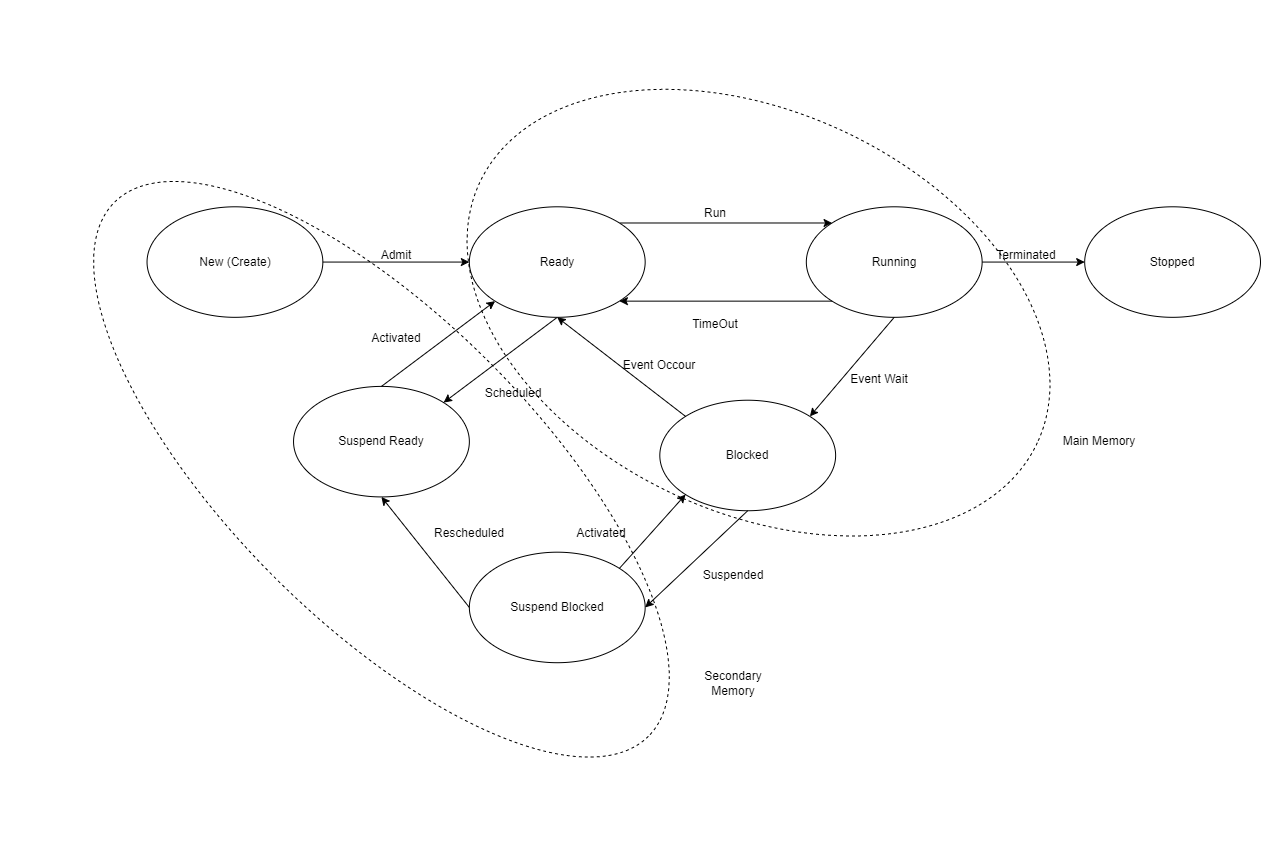 Run
New (Create)
Admit
Ready
Running
Terminated
Stopped
TimeOut
Activated
Event Occour
Event Wait
Scheduled
Suspend Ready
Blocked
Main Memory
Rescheduled
Activated
Suspended
Suspend Blocked
Secondary
Memory